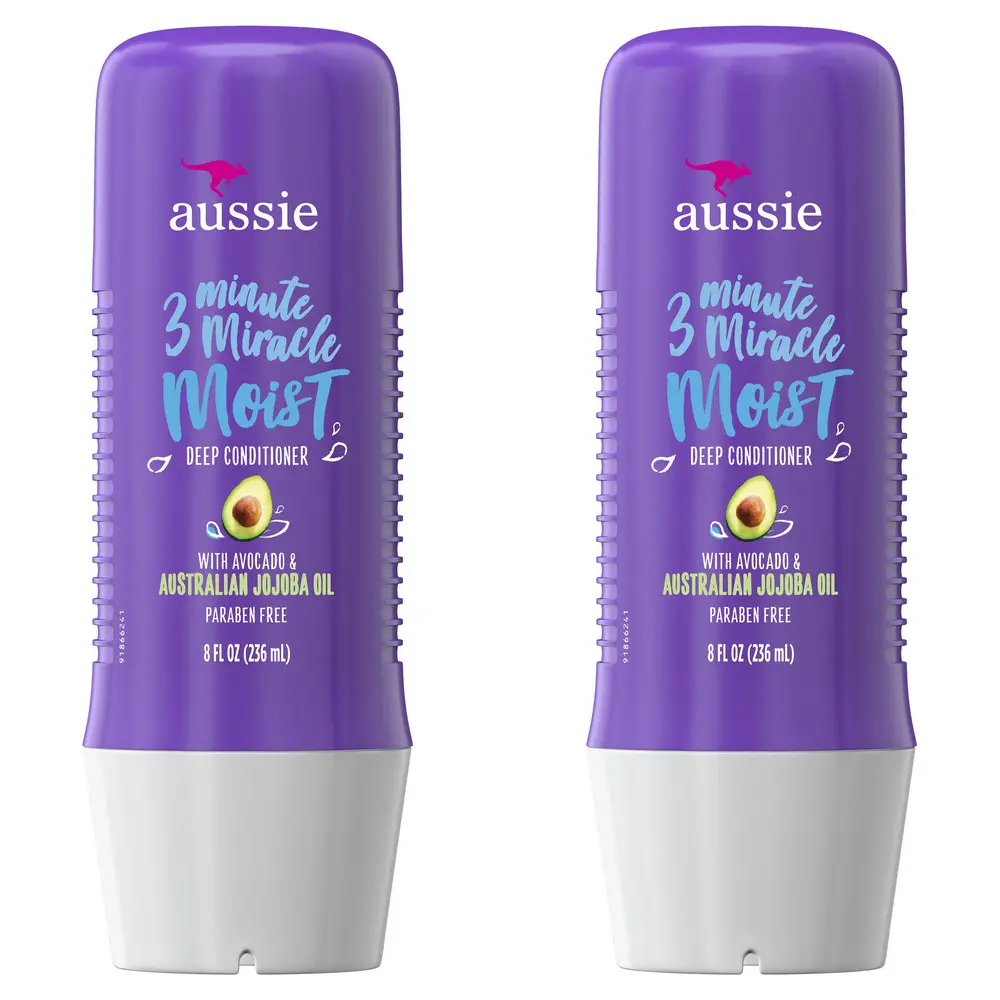 aussie
3 minute
Miracle
Moist
DEEP CONDITIONER
WITH AVOCADO &
AUSTRALIAN JOJOBA OIL
PARABEN FREE
8 FL OZ (236 mL)
91866241
aussie
3 minute
Miracle
Moist
DEEP CONDITIONER
WITH AVOCADO &
AUSTRALIAN JOJOBA OIL
PARABEN FREE
8 FL OZ (236 mL)
91866241